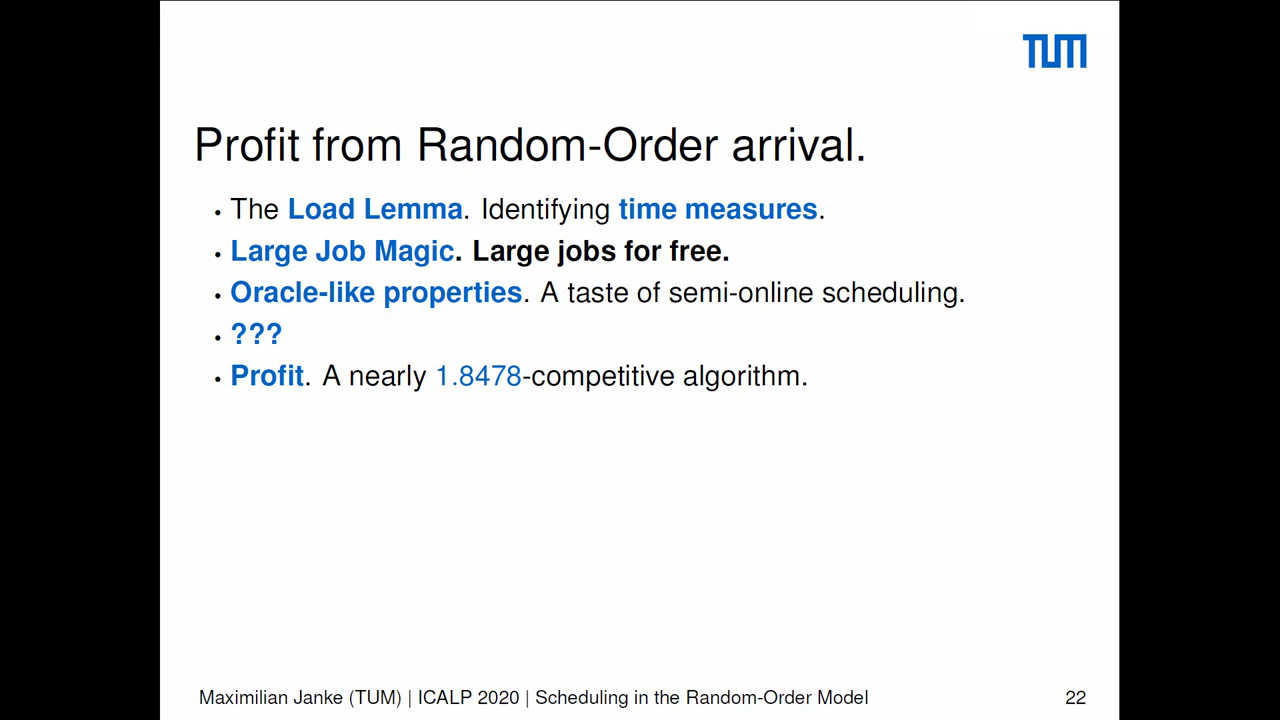 TUM
Profit from Random-Order arrival.
• The Load Lemma. Identifying time measures.
• Large Job Magic. Large jobs for free.
• Oracle-like properties. A taste of semi-online scheduling.
• ???
• Profit. A nearly 1.8478-competitive algorithm.
Maximilian Janke (TUM) | ICALP 2020 | Scheduling in the Random-Order Model 22